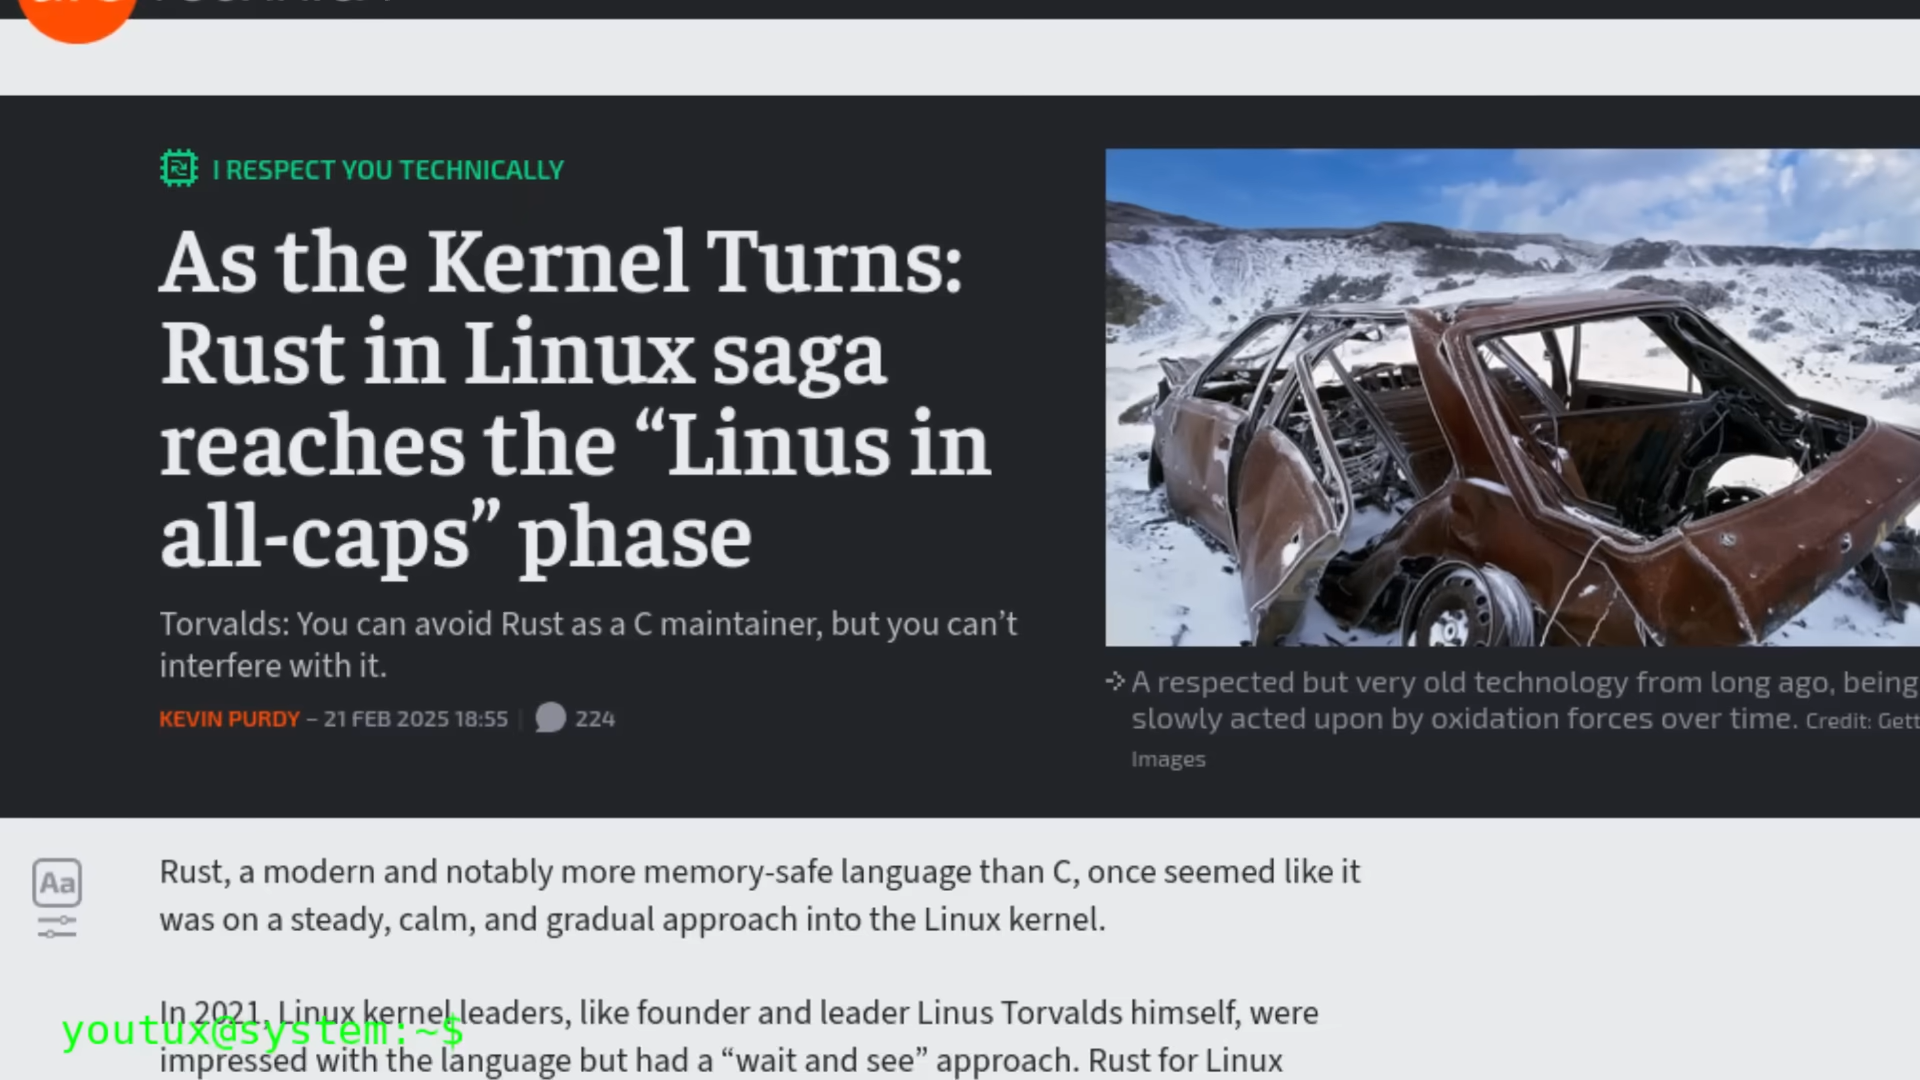 I RESPECT YOU TECHNICALLY
As the Kernel Turns:
Rust in Linux saga
reaches the “Linus in
all-caps” phase
Torvalds: You can avoid Rust as a C maintainer, but you can’t
interfere with it.
KEVIN PURDY – 21 FEB 2025 18:55 | 224
A respected but very old technology from long ago, being
slowly acted upon by oxidation forces over time. Credit: Gett
Images
Aa
Rust, a modern and notably more memory-safe language than C, once seemed like it
was on a steady, calm, and gradual approach into the Linux kernel.
In 2021, Linux kernel leaders, like founder and leader Linus Torvalds himself, were
youtux@system:~$
impressed with the language but had a “wait and see” approach. Rust for Linux